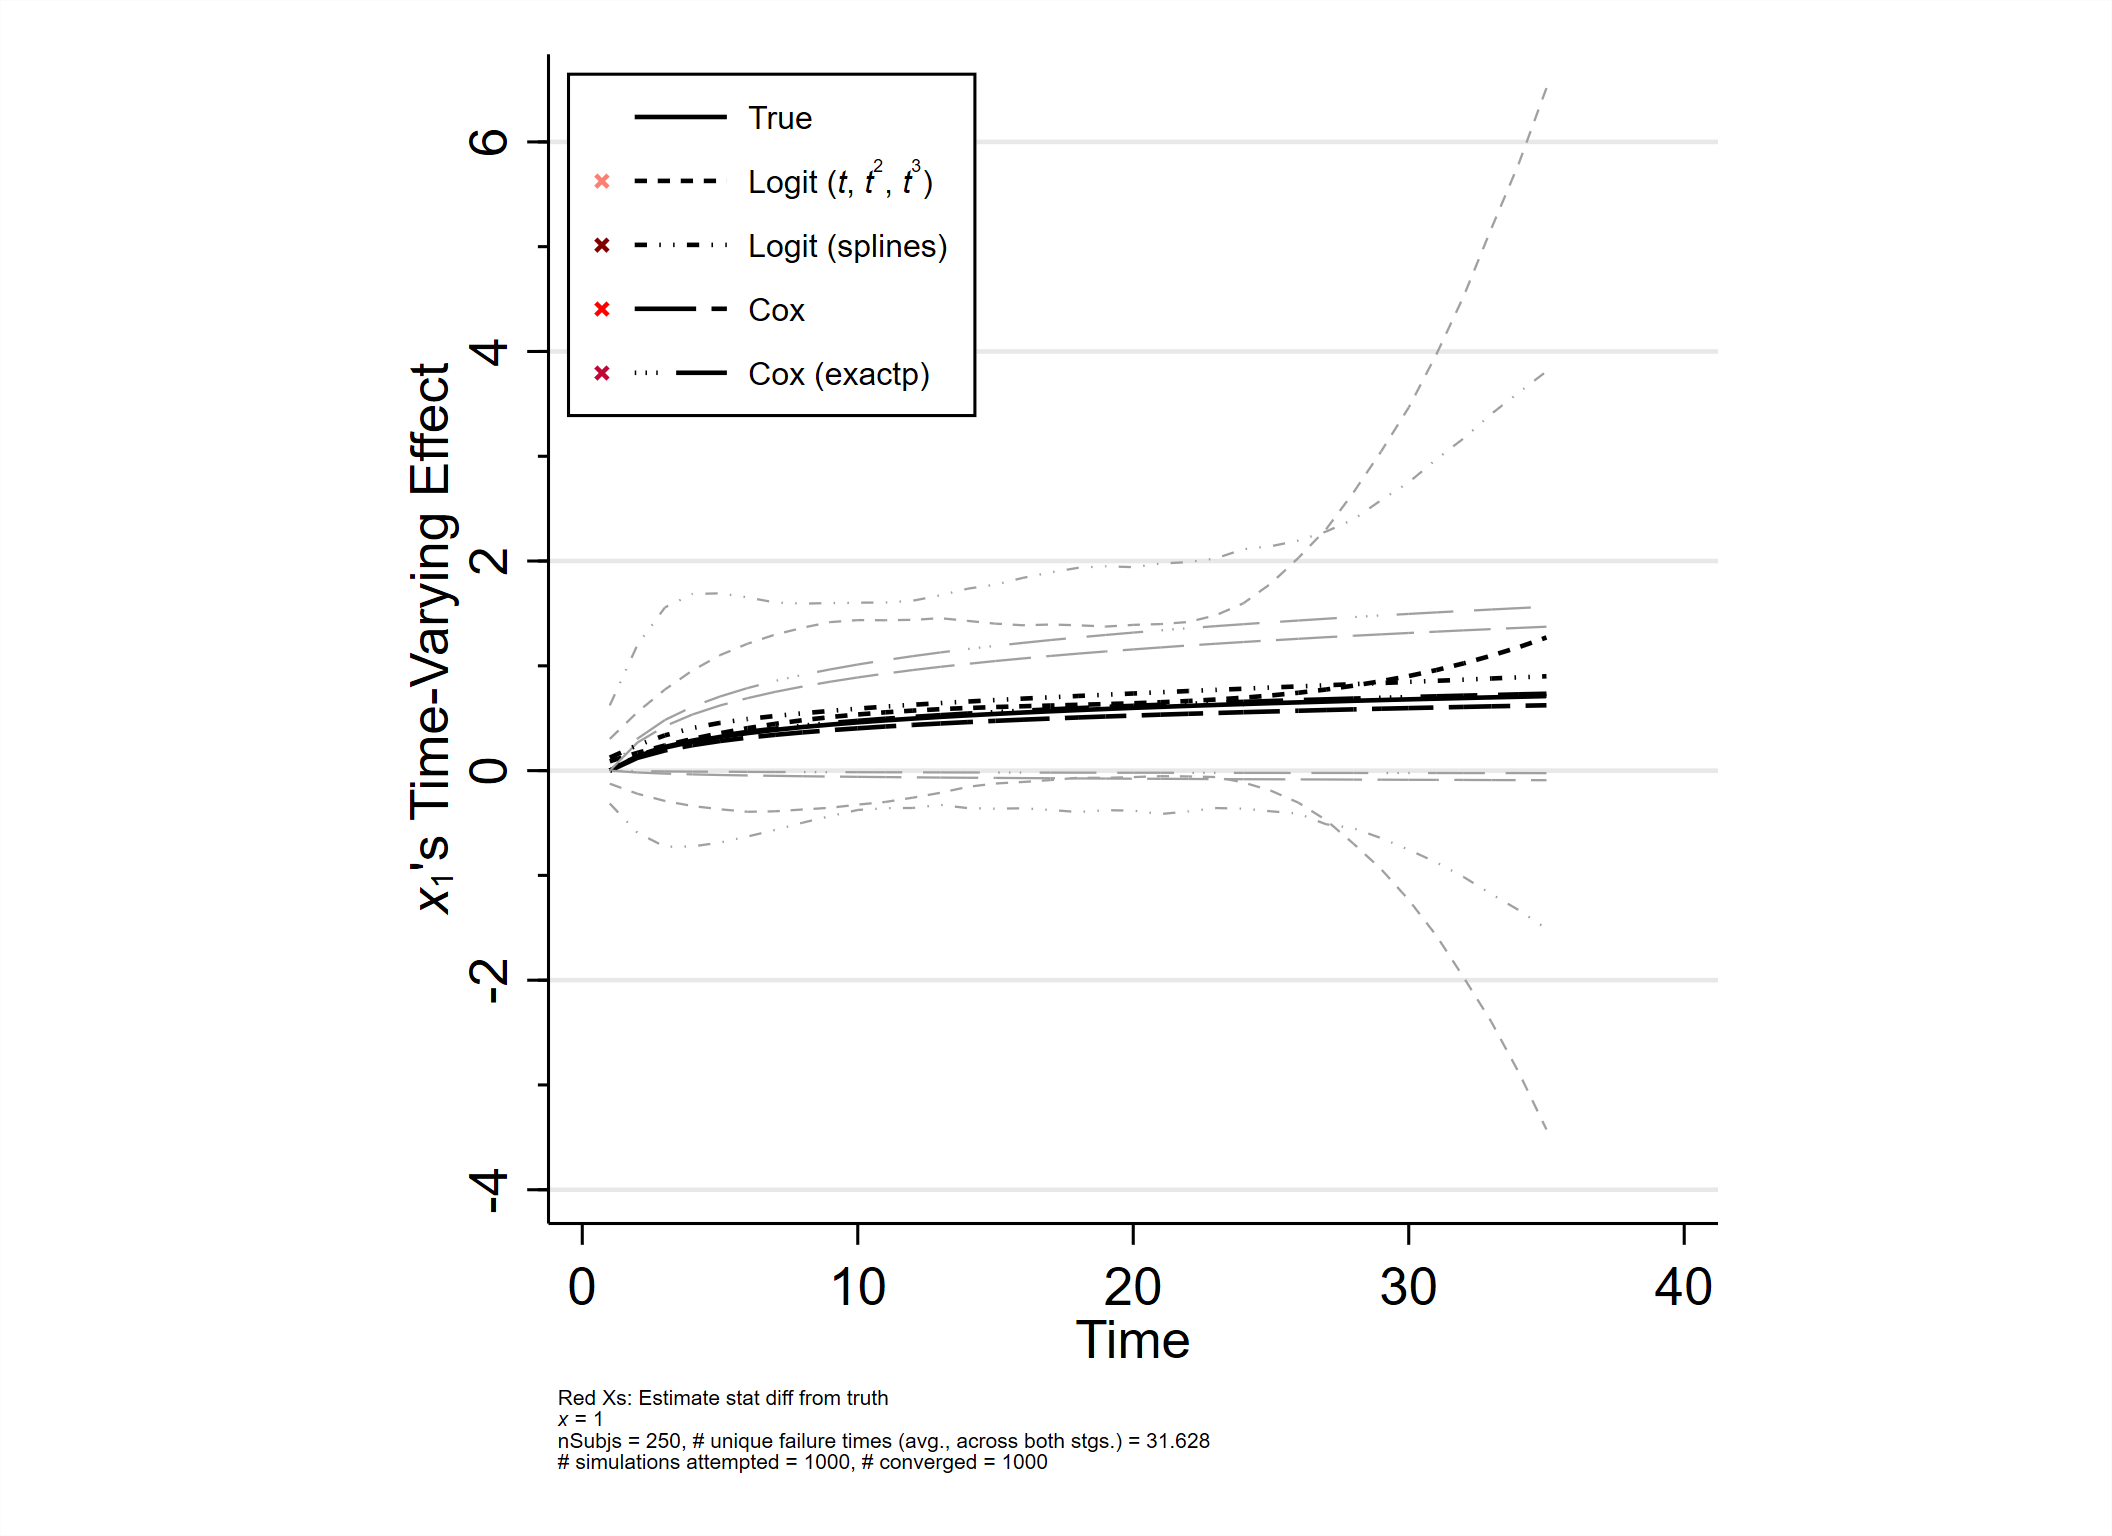 True
Logit (t, t², t³)
Logit (splines)
Cox
Cox (exactp)
x₁'s Time-Varying Effect
6
4
2
0
-2
-4
0 10 20 30 40
Time
Red Xs: Estimate stat diff from truth
x = 1
nSubjs = 250, # unique failure times (avg., across both stgs.) = 31.628
# simulations attempted = 1000, # converged = 1000